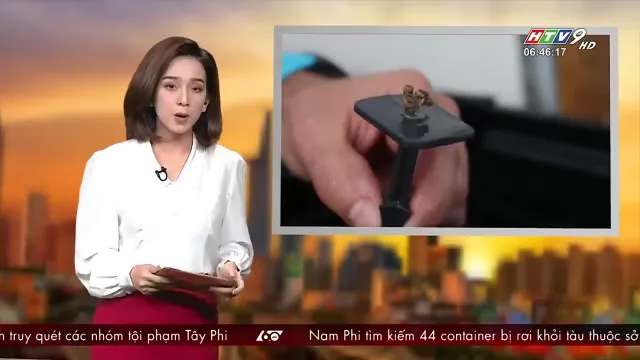 HTV9 HD
06:46:17
h truy quét các nhóm tội phạm Tây Phi
60
Nam Phi tìm kiếm 44 container bị rơi khỏi tàu thuộc sở